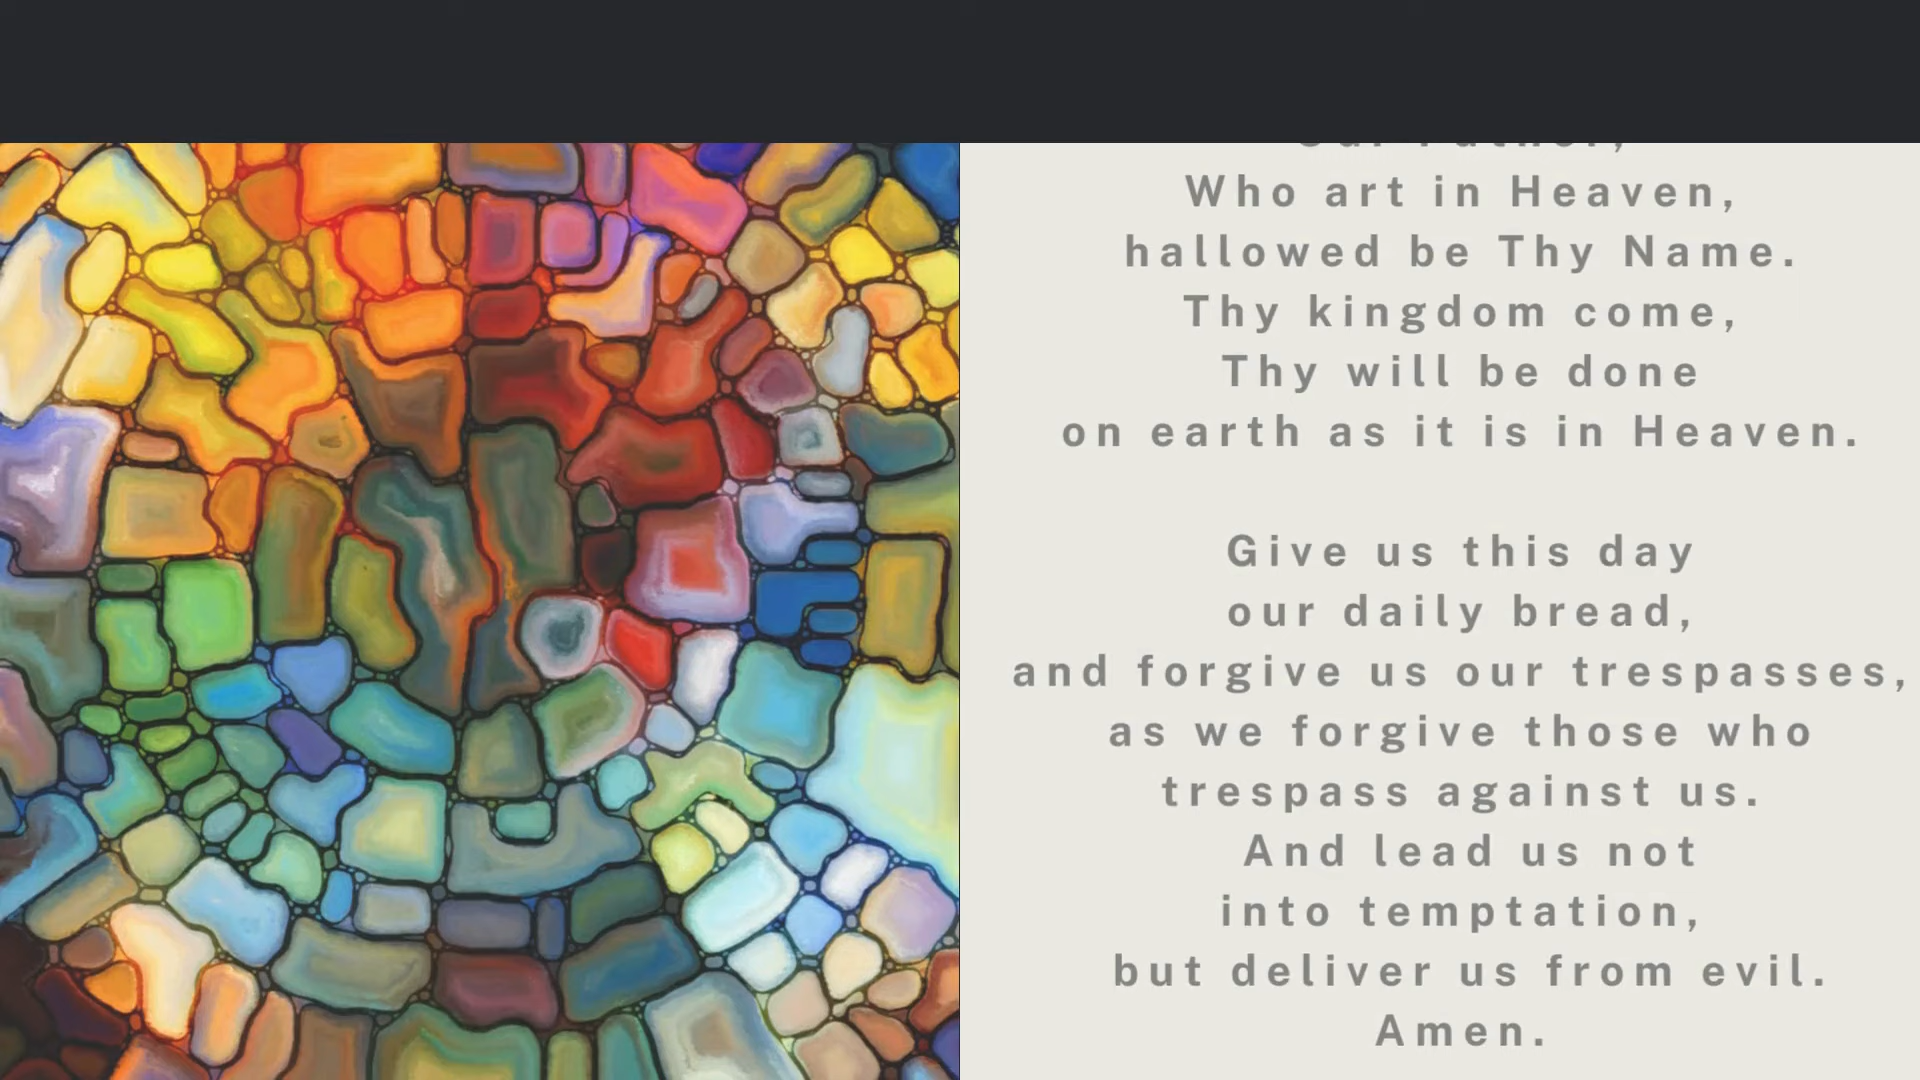 Our Father,
Who art in Heaven,
hallowed be Thy Name.
Thy kingdom come,
Thy will be done
on earth as it is in Heaven.
Give us this day
our daily bread,
and forgive us our trespasses,
as we forgive those who
trespass against us.
And lead us not
into temptation,
but deliver us from evil.
Amen.